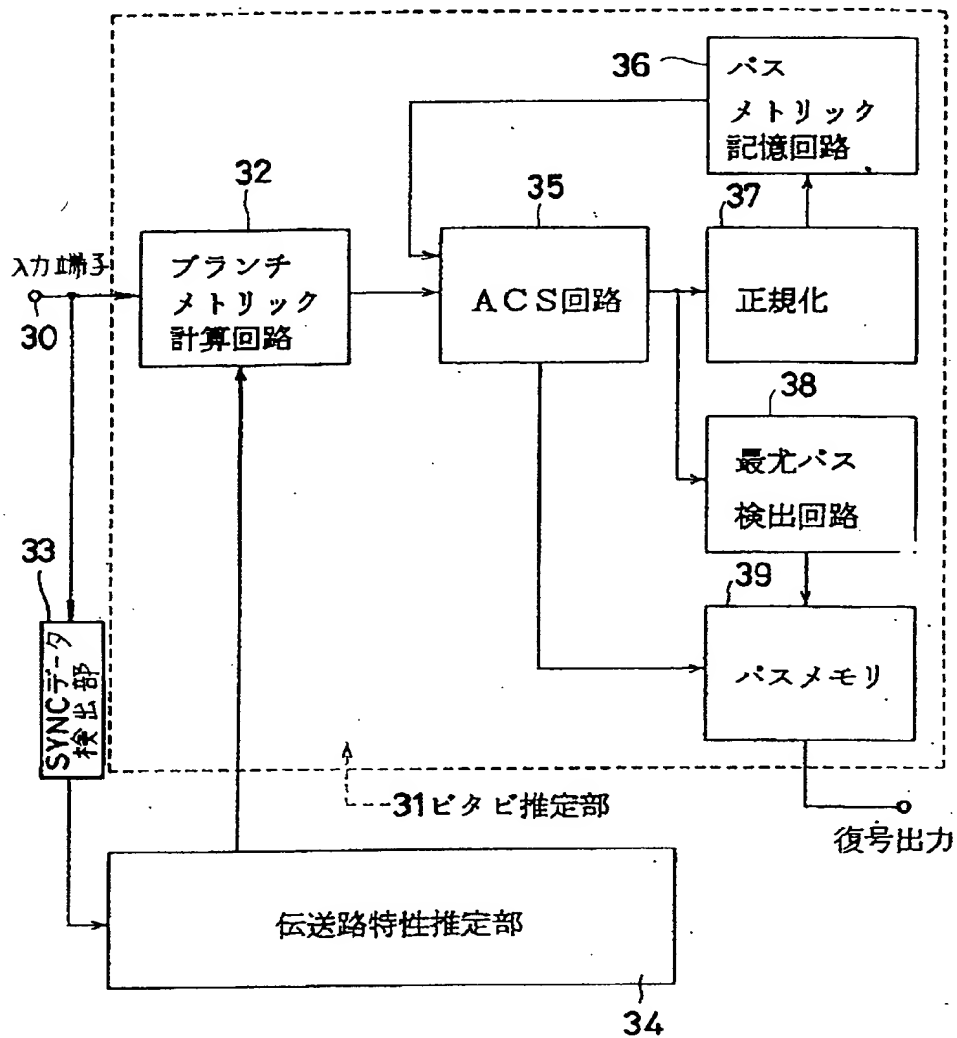 36
パス
メトリック
記憶回路
32
35
37
入力端子
30
ブランチ
メトリック
計算回路
ACS回路
正規化
38
最尤パス
検出回路
33
SYNCデータ
検出部
39
パスメモリ
31ビタビ推定部
復号出力
伝送路特性推定部
34